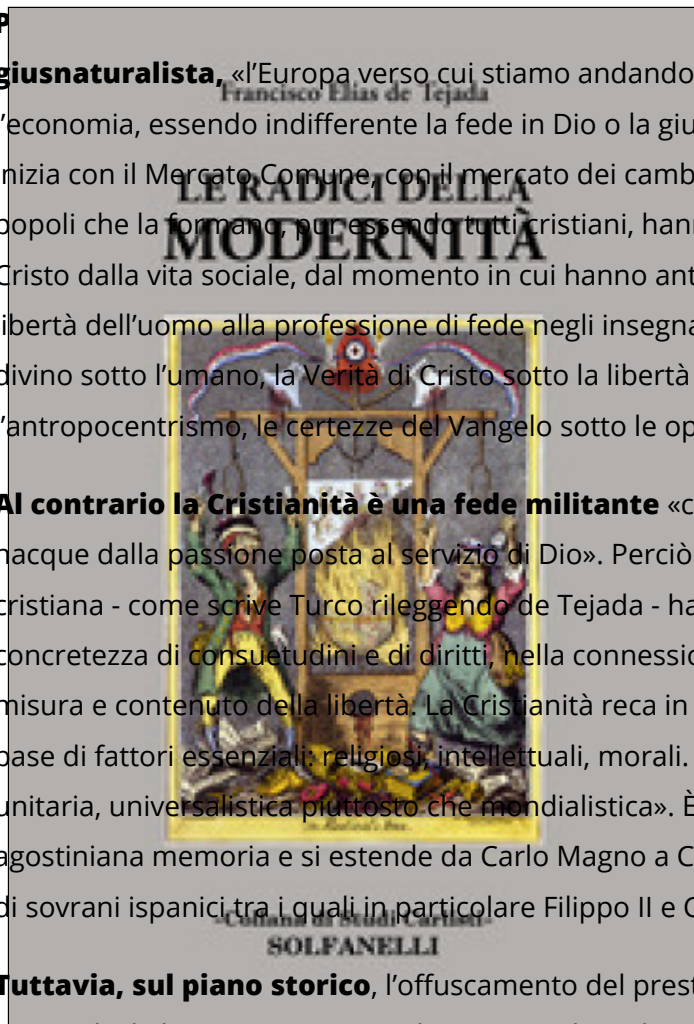 P
giusnaturalista, «l'Europa verso cui stiamo andando
Francisco Elías de Tejada
l'economia, essendo indifferente la fede in Dio o la giu
inizia con il Mercato Comune, con il mercato dei camb
LE RADICI DELLA
popoli che la formano, pur essendo tutti cristiani, hann
MODERNITÀ
Cristo dalla vita sociale, dal momento in cui hanno ant
libertà dell'uomo alla professione di fede negli insegna
divino sotto l'umano, la Verità di Cristo sotto la libertà
l'antropocentrismo, le certezze del Vangelo sotto le op
Al contrario la Cristianità è una fede militante «c
nacque dalla passione posta al servizio di Dio». Perciò
cristiana - come scrive Turco rileggendo de Tejada - ha
concretezza di consuetudini e di diritti, nella connessio
misura e contenuto della libertà. La Cristianità reca in
base di fattori essenziali: religiosi, intellettuali, morali.
unitaria, universalistica piuttosto che mondialistica». È
agostiniana memoria e si estende da Carlo Magno a C
di sovrani ispanici tra i quali in particolare Filippo II e C
«Collana di Studi Carlisti»
SOLFANELLI
Tuttavia, sul piano storico, l'offuscamento del prest